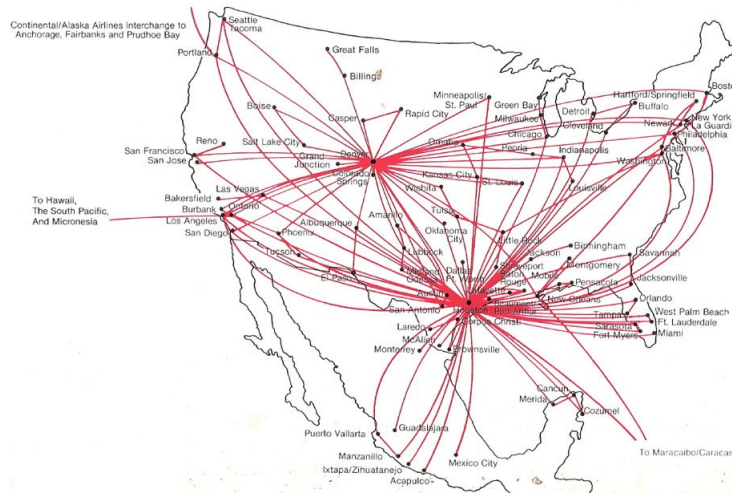 Continental/Alaska Airlines Interchange to
Anchorage, Fairbanks and Prudhoe Bay
Seattle
Tacoma
Portland
Great Falls
Billings
Boise
Casper
Rapid City
Minneapolis/
St. Paul
Green Bay
Milwaukee
Chicago
Detroit
Cleveland
Hartford/Springfield
Buffalo
Bosto
New York
La Guardi
Newark
Philadelphia
Baltimore
Washington
Reno
Salt Lake City
San Francisco
San Jose
Grand
Junction
Denver
Colorado
Springs
Omaha
Peoria
Indianapolis
Kansas City
St. Louis
Louisville
Wichita
To Hawaii,
The South Pacific,
And Micronesia
Las Vegas
Bakersfield
Burbank
Ontario
Los Angeles
San Diego
Phoenix
Tucson
Albuquerque
Amarillo
Tulsa
Oklahoma
City
Little Rock
Lubbock
Midland
Odessa
El Paso
Dallas
Ft. Worth
Shreveport
Jackson
Birmingham
Montgomery
Savannah
Baton
Rouge
Mobile
Lafayette
Pensacola
Jacksonville
New Orleans
Beaumont/
Port Arthur
Austin
San Antonio
Houston
Corpus Christi
Orlando
Tampa
West Palm Beach
Ft. Lauderdale
Sarasota
Fort Myers
Miami
Laredo
McAllen
Monterrey
Brownsville
Cancun
Merida
Cozumel
Puerto Vallarta
Guadalajara
Manzanillo
Ixtapa/Zihuatanejo
Acapulco
Mexico City
To Maracaibo/Caracas